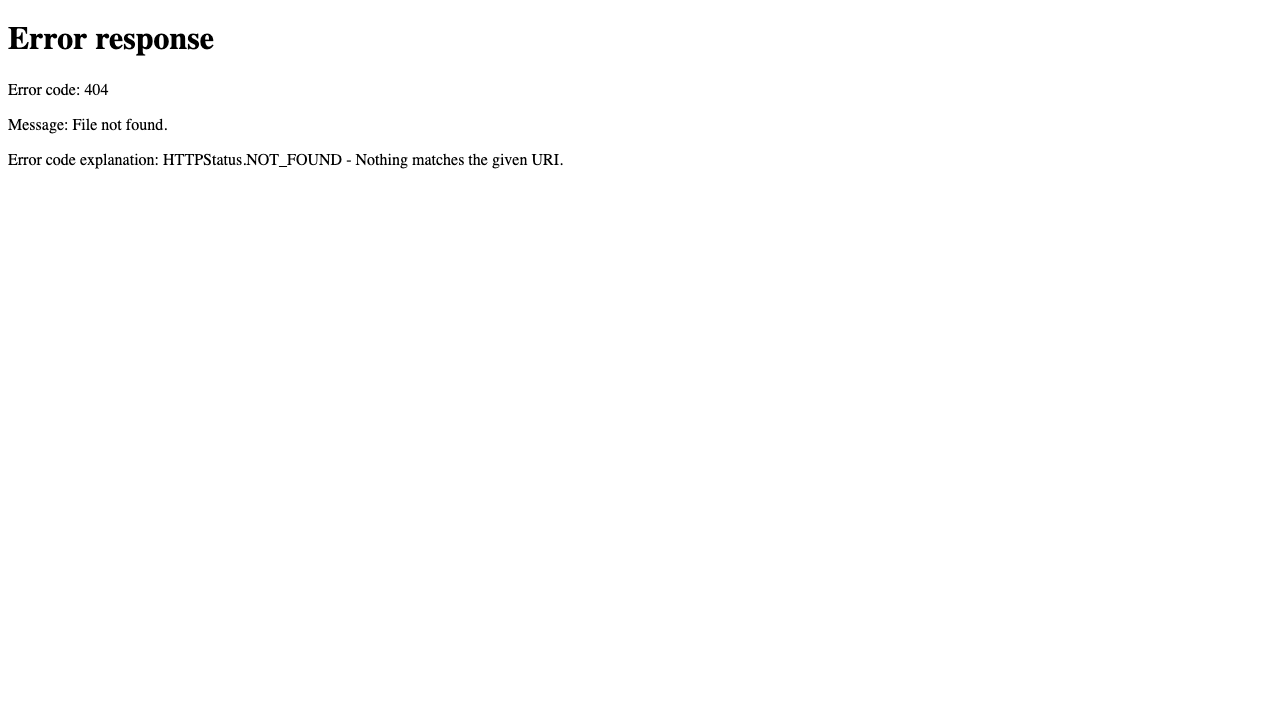 Error response
Error code: 404
Message: File not found.
Error code explanation: HTTPStatus.NOT_FOUND - Nothing matches the given URI.